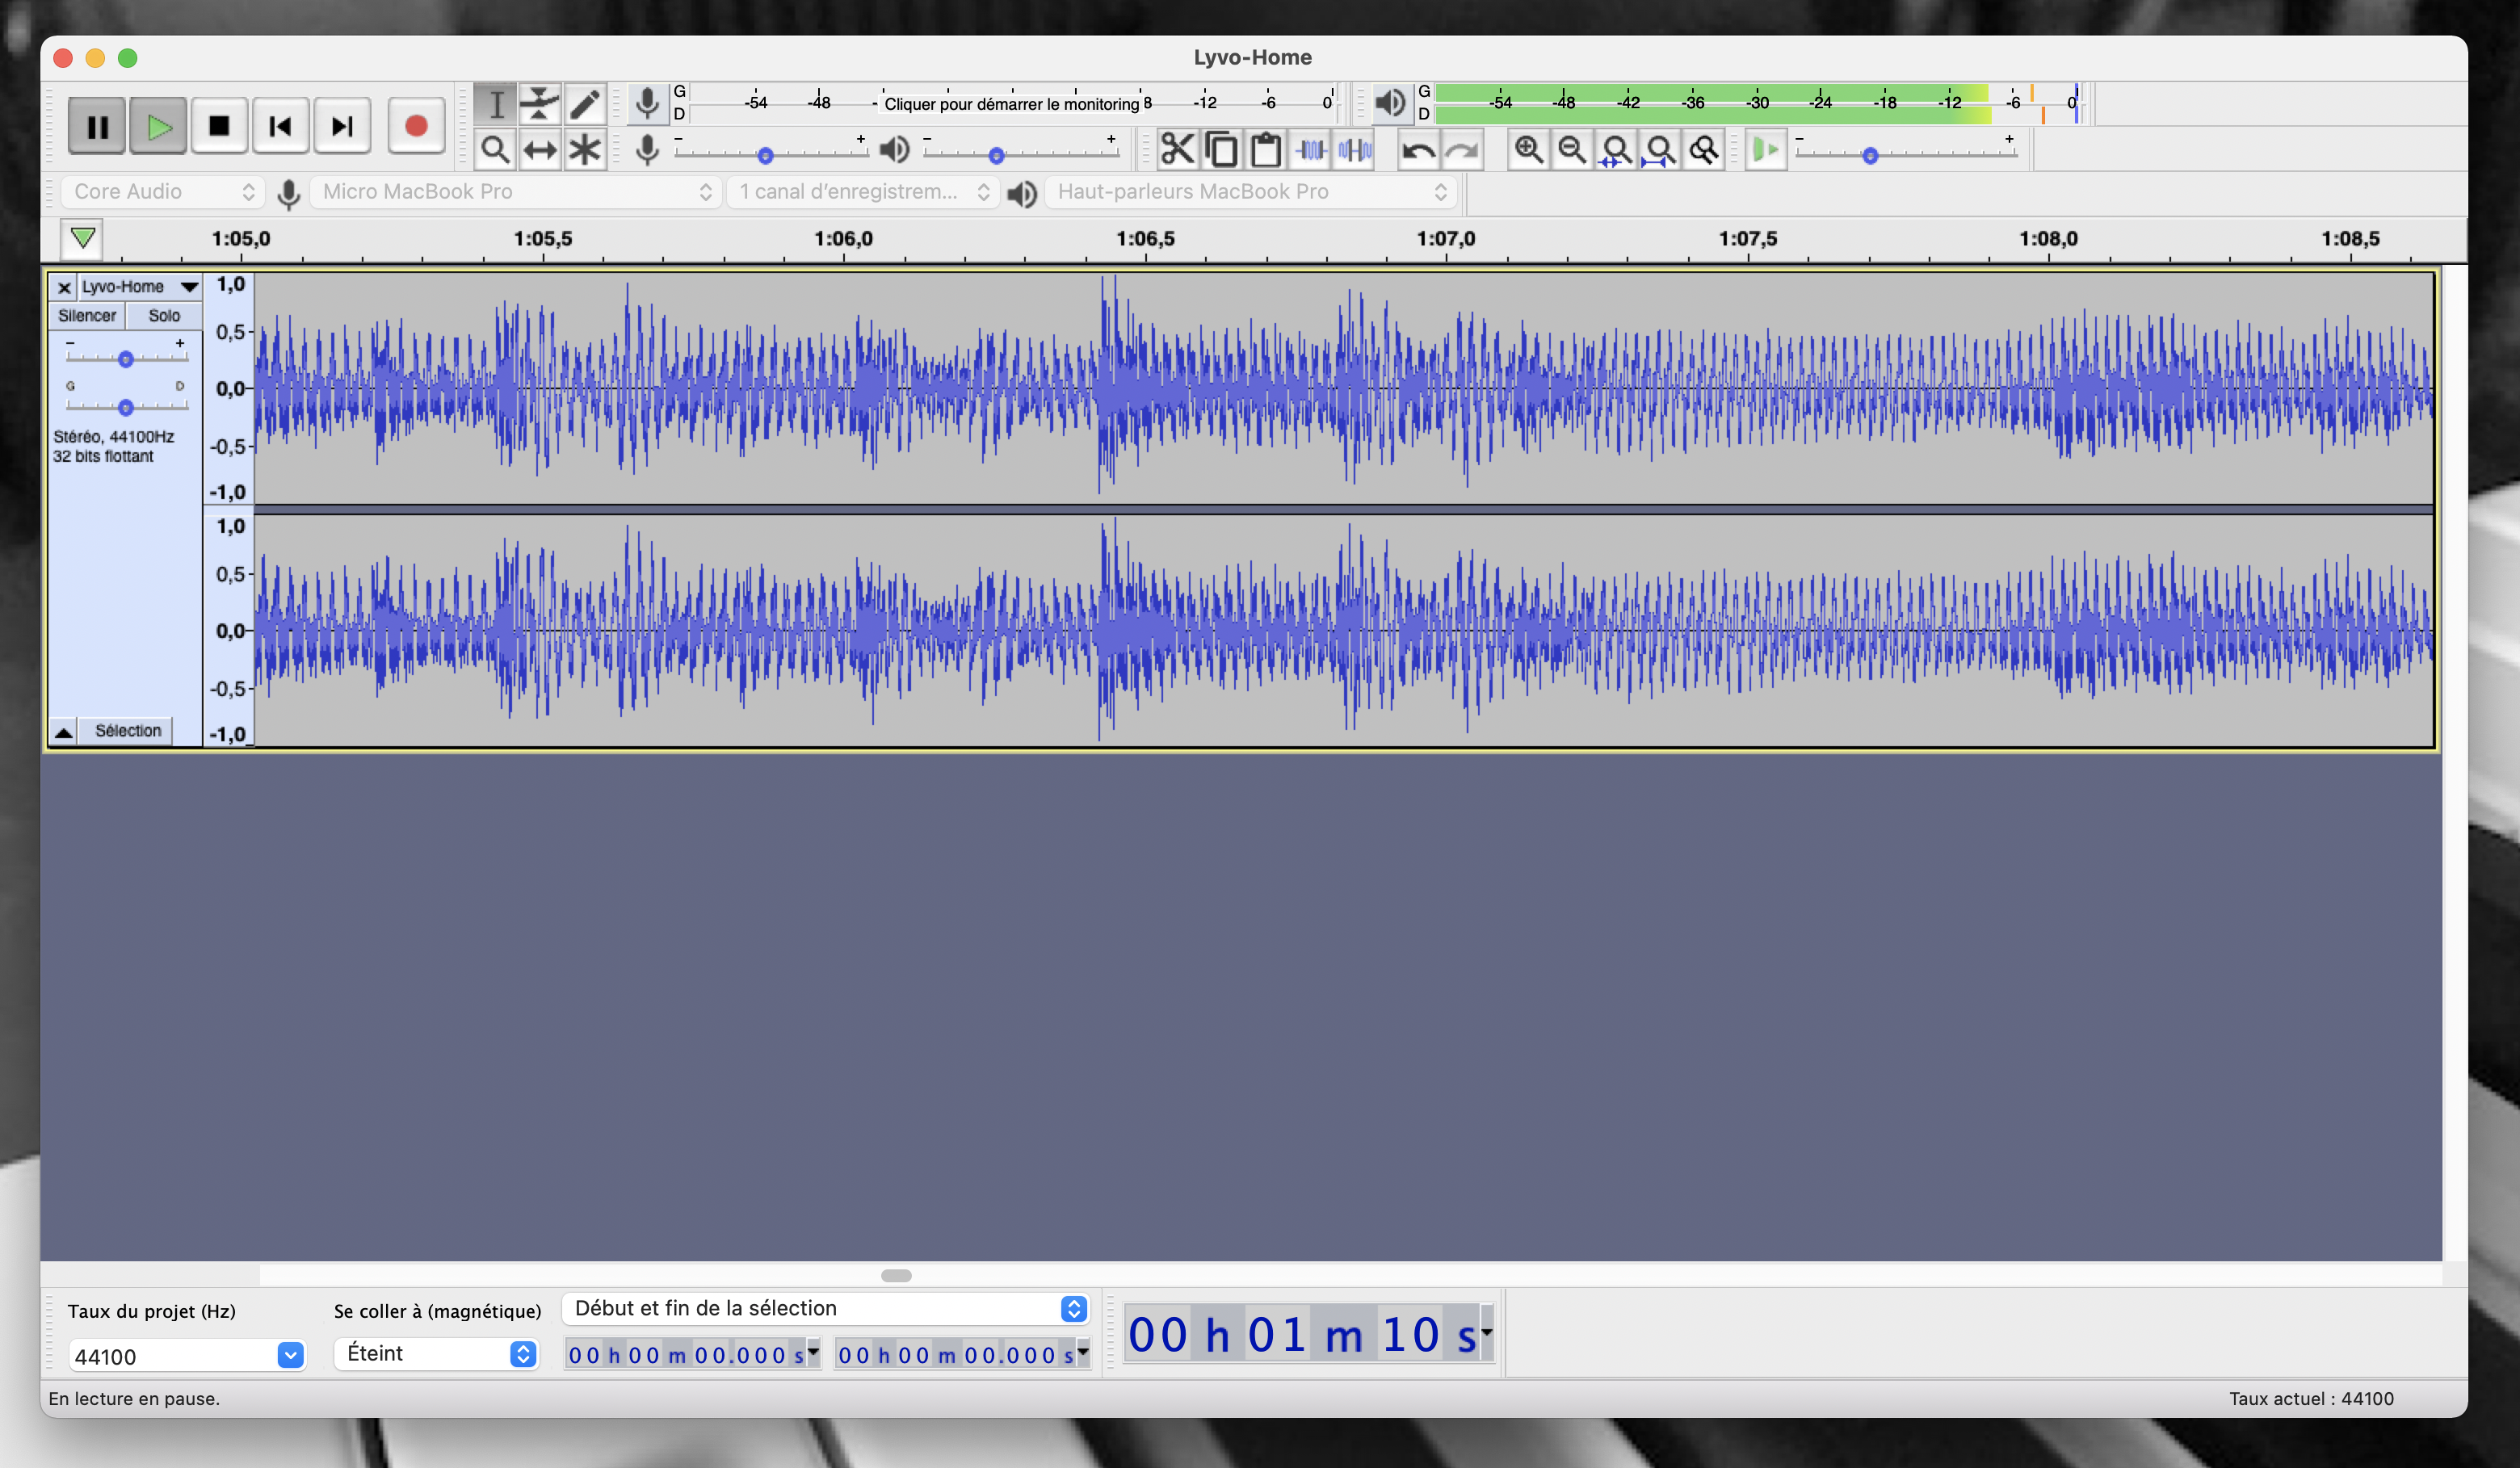 Lyvo-Home
G
D
-54 -48 - Cliquer pour démarrer le monitoring 8 -12 -6 0
G
D
-54 -48 -42 -36 -30 -24 -18 -12 -6 0
- + - + - +
Core Audio Micro MacBook Pro 1 canal d’enregistrem... Haut-parleurs MacBook Pro
1:05,0 1:05,5 1:06,0 1:06,5 1:07,0 1:07,5 1:08,0 1:08,5
Lyvo-Home
Silencer Solo
- +
G D
Stéréo, 44100Hz
32 bits flottant
Sélection
1,0
0,5
0,0
-0,5
-1,0
1,0
0,5
0,0
-0,5
-1,0
Taux du projet (Hz) Se coller à (magnétique) Début et fin de la sélection
44100 Éteint 00 h 00 m 00.000 s 00 h 00 m 00.000 s
00 h 01 m 10 s
En lecture en pause. Taux actuel : 44100